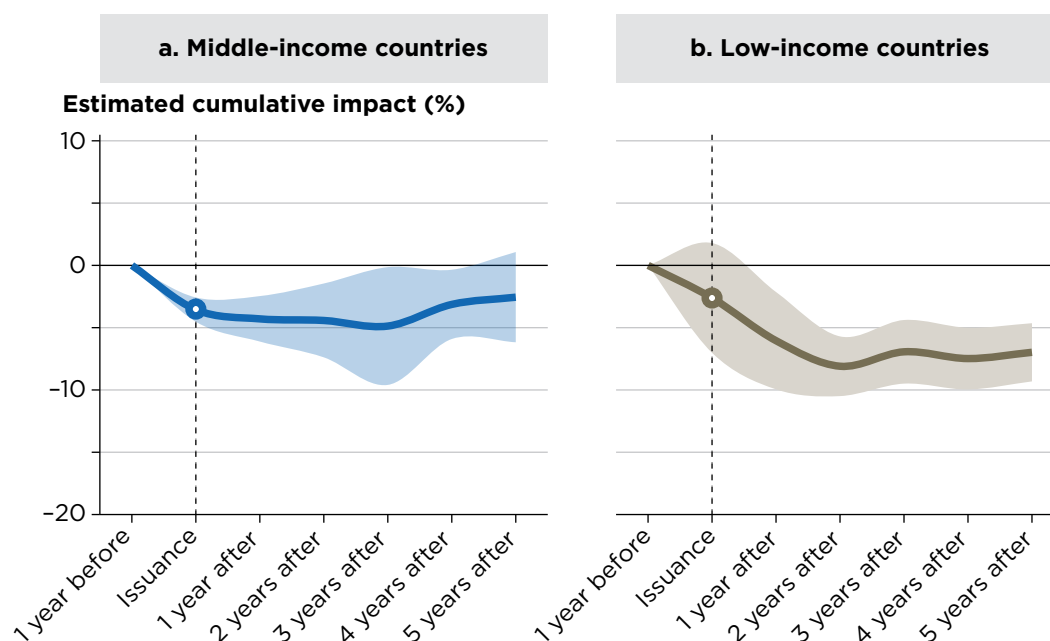 a. Middle-income countries
b. Low-income countries
Estimated cumulative impact (%)
10
0
–10
–20
1 year before
Issuance
1 year after
2 years after
3 years after
4 years after
5 years after
1 year before
Issuance
1 year after
2 years after
3 years after
4 years after
5 years after